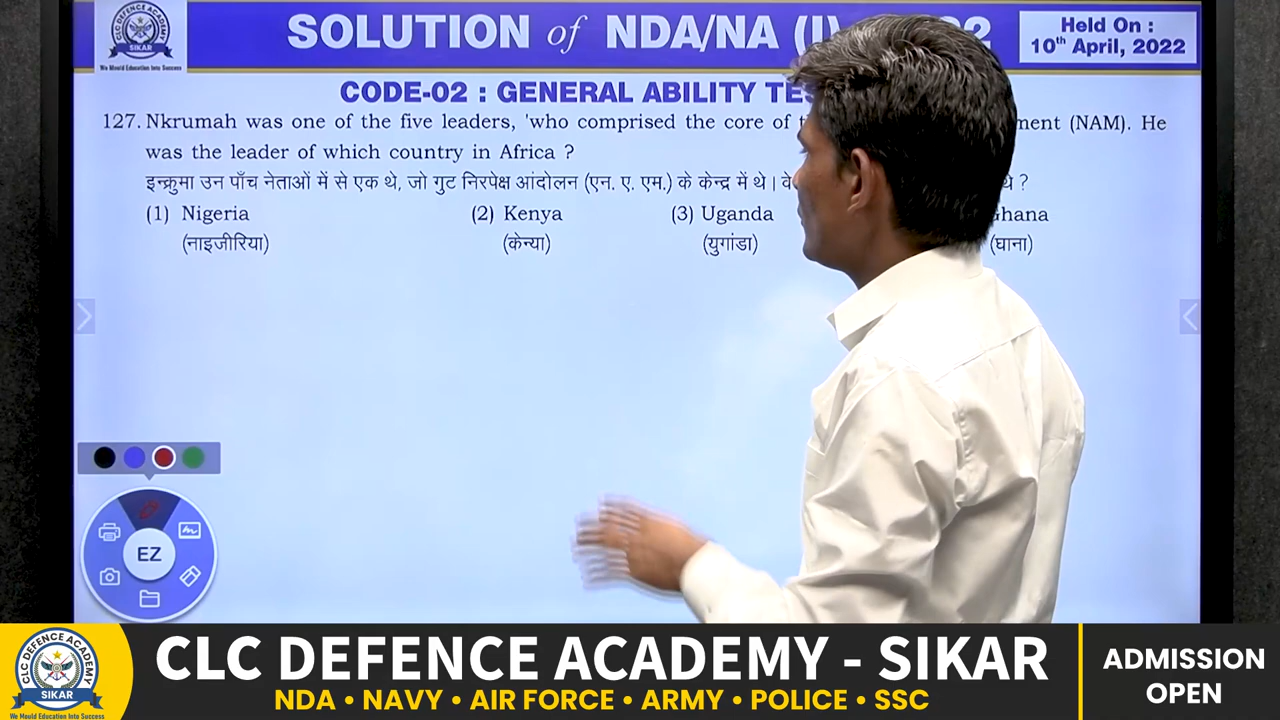 CLC DEFENCE ACADEMY
SIKAR
We Mould Education Into Success
SOLUTION of NDA/NA (I)
Held On :
10th April, 2022
CODE-02 : GENERAL ABILITY
127. Nkrumah was one of the five leaders, 'who comprised the core of (NAM). He
was the leader of which country in Africa ?
इन्क्रुमा उन पाँच नेताओं में से एक थे, जो गुट निरपेक्ष आंदोलन (एन. ए. एम.) के केन्द्र में थे। वे थे ?
(1) Nigeria (2) Kenya (3) Uganda Ghana
(नाइजीरिया) (केन्या) (युगांडा) (घाना)
EZ
CLC DEFENCE ACADEMY
SIKAR
We Mould Education Into Success
CLC DEFENCE ACADEMY - SIKAR
NDA • NAVY • AIR FORCE • ARMY • POLICE • SSC
ADMISSION
OPEN